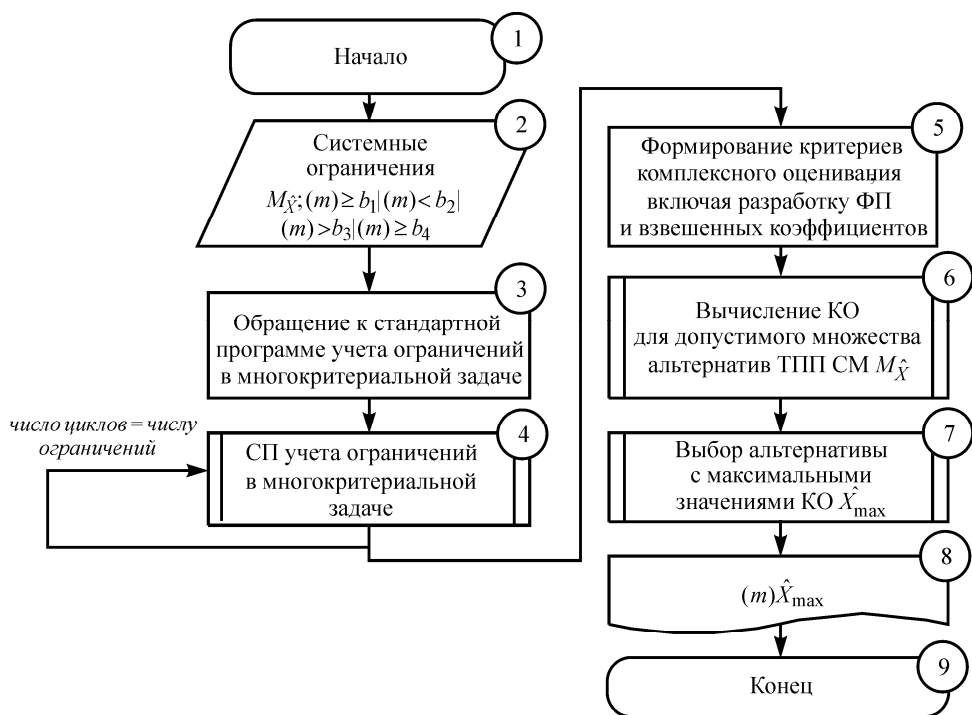 1
Начало
2
Системные
ограничения
M_X̂; (m) ≥ b₁|(m) < b₂|
(m) >b₃|(m) ≥ b₄
3
Обращение к стандартной
программе учета ограничений
в многокритериальной задаче
число циклов = числу
ограничений
4
СП учета ограничений
в многокритериальной
задаче
5
Формирование критериев
комплексного оценивания,
включая разработку ФП
и взвешенных коэффициентов
6
Вычисление КО
для допустимого множества
альтернатив ТПП СМ M_X̂
7
Выбор альтернативы
с максимальными
значениями КО X̂max
8
(m)X̂max
9
Конец